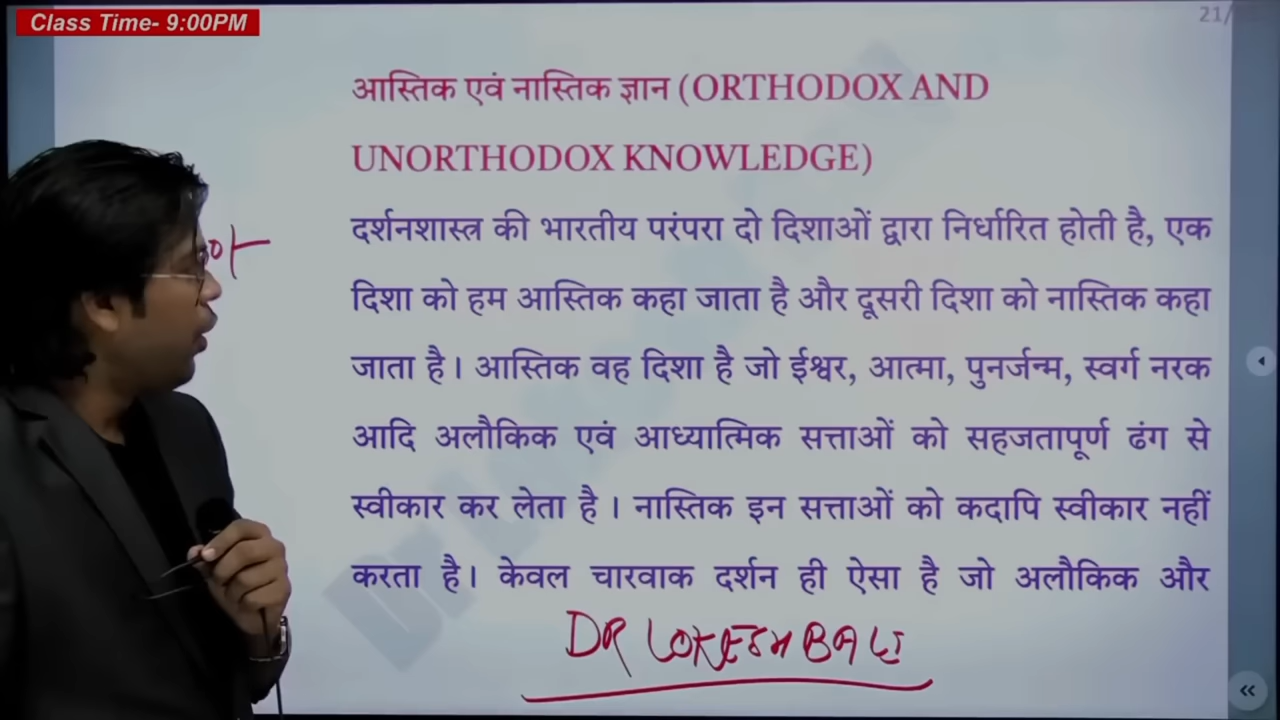 Class Time- 9:00PM
21/
आस्तिक एवं नास्तिक ज्ञान (ORTHODOX AND
UNORTHODOX KNOWLEDGE)
दर्शनशास्त्र की भारतीय परंपरा दो दिशाओं द्वारा निर्धारित होती है, एक
दिशा को हम आस्तिक कहा जाता है और दूसरी दिशा को नास्तिक कहा
जाता है। आस्तिक वह दिशा है जो ईश्वर, आत्मा, पुनर्जन्म, स्वर्ग नरक
आदि अलौकिक एवं आध्यात्मिक सत्ताओं को सहजतापूर्ण ढंग से
स्वीकार कर लेता है। नास्तिक इन सत्ताओं को कदापि स्वीकार नहीं
करता है। केवल चारवाक दर्शन ही ऐसा है जो अलौकिक और
DR LOKESH BALI